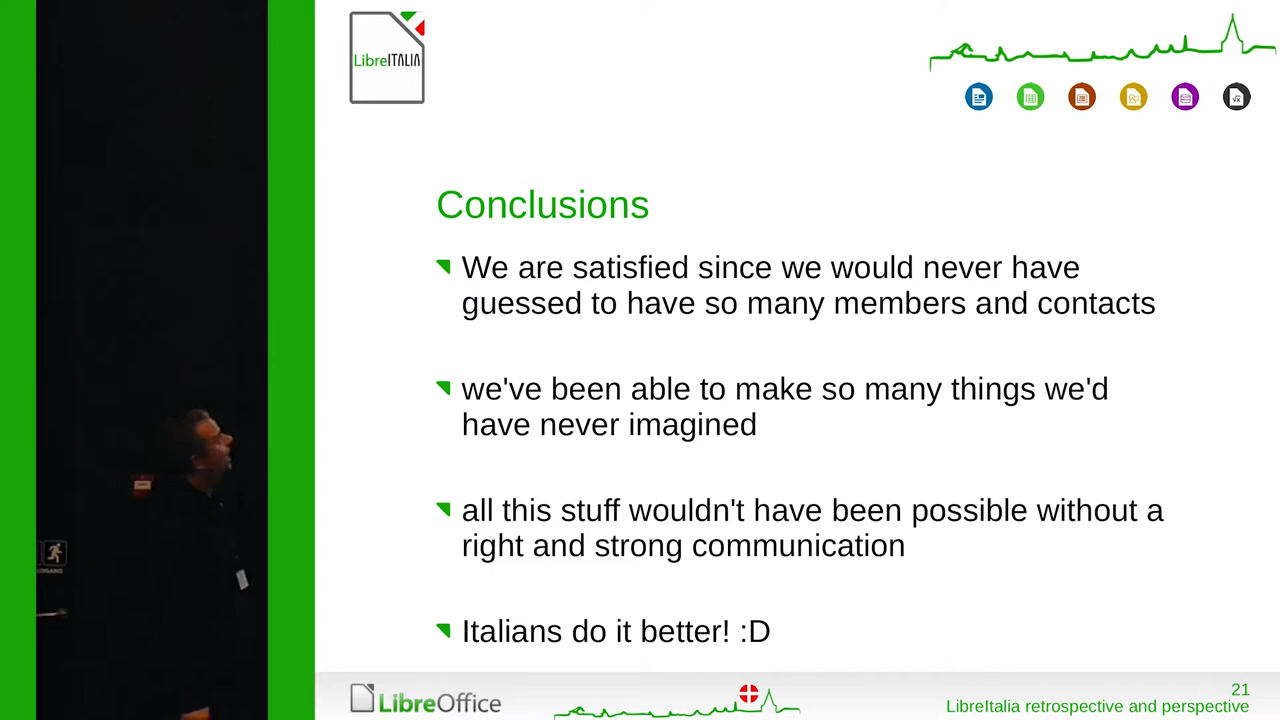 LibreITALIA
Conclusions
We are satisfied since we would never have
guessed to have so many members and contacts
we've been able to make so many things we'd
have never imagined
all this stuff wouldn't have been possible without a
right and strong communication
Italians do it better! :D
LibreOffice
21
LibreItalia retrospective and perspective